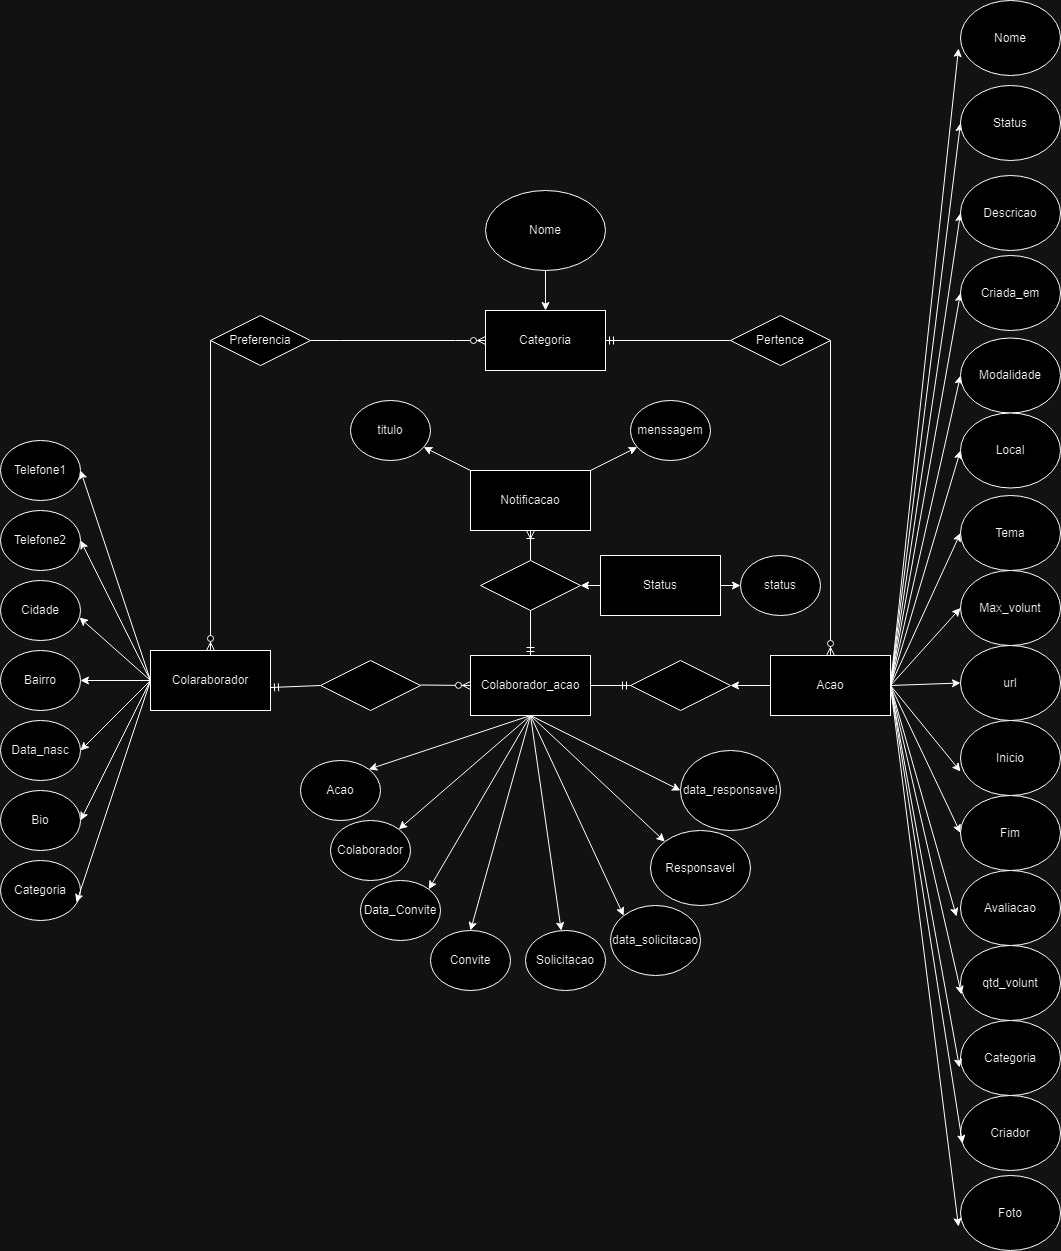 Nome
Status
Descricao
Criada_em
Modalidade
Local
Tema
Max_volunt
url
Inicio
Fim
Avaliacao
qtd_volunt
Categoria
Criador
Foto
Nome
Preferencia
Categoria
Pertence
titulo
menssagem
Notificacao
Status
status
Telefone1
Telefone2
Cidade
Bairro
Data_nasc
Bio
Categoria
Colaraborador
Colaborador_acao
Acao
Acao
Colaborador
Data_Convite
Convite
Solicitacao
data_solicitacao
Responsavel
data_responsavel